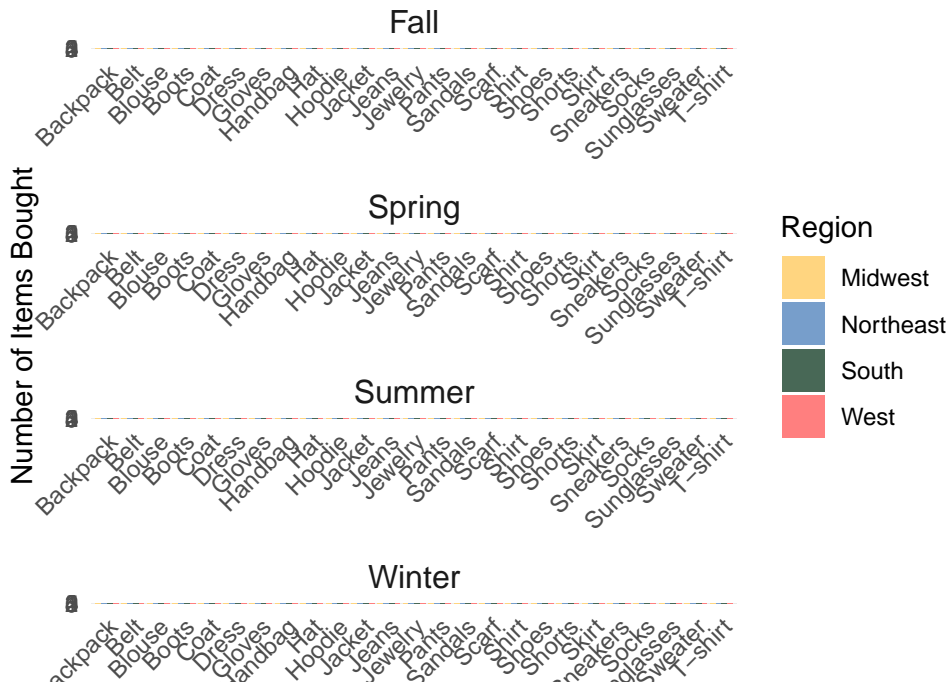 Fall
Backpack Belt Blouse Boots Coat Dress Gloves Handbag Hat Hoodie Jacket Jeans Jewelry Pants Sandals Scarf Shirt Shoes Shorts Skirt Sneakers Socks Sunglasses Sweater T-shirt
Number of Items Bought
Spring
Backpack Belt Blouse Boots Coat Dress Gloves Handbag Hat Hoodie Jacket Jeans Jewelry Pants Sandals Scarf Shirt Shoes Shorts Skirt Sneakers Socks Sunglasses Sweater T-shirt
Region
Midwest
Northeast
South
West
Summer
Backpack Belt Blouse Boots Coat Dress Gloves Handbag Hat Hoodie Jacket Jeans Jewelry Pants Sandals Scarf Shirt Shoes Shorts Skirt Sneakers Socks Sunglasses Sweater T-shirt
Winter
Backpack Belt Blouse Boots Coat Dress Gloves Handbag Hat Hoodie Jacket Jeans Jewelry Pants Sandals Scarf Shirt Shoes Shorts Skirt Sneakers Socks Sunglasses Sweater T-shirt